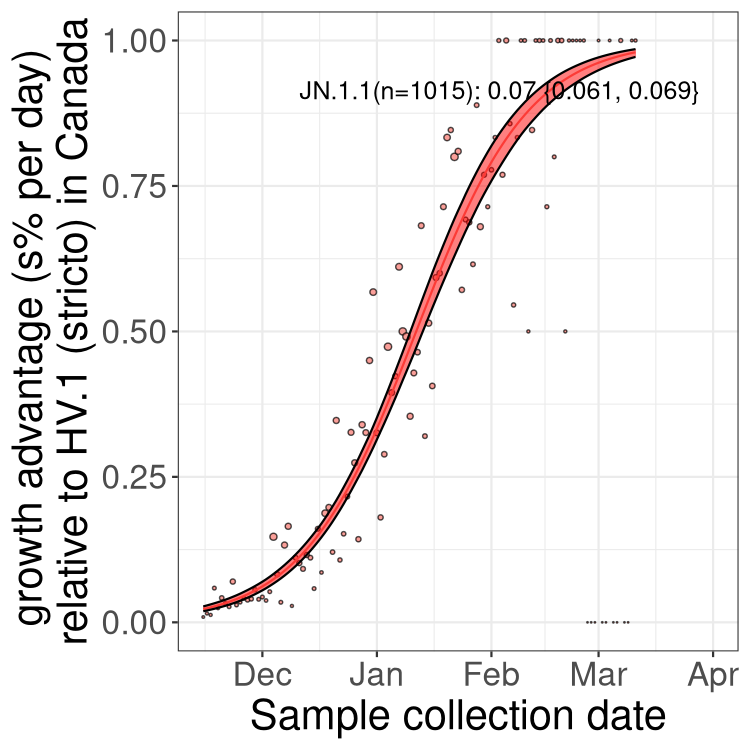 growth advantage (s% per day)
relative to HV.1 (stricto) in Canada
1.00
0.75
0.50
0.25
0.00
JN.1.1(n=1015): 0.07 {0.061, 0.069}
Dec Jan Feb Mar Apr
Sample collection date